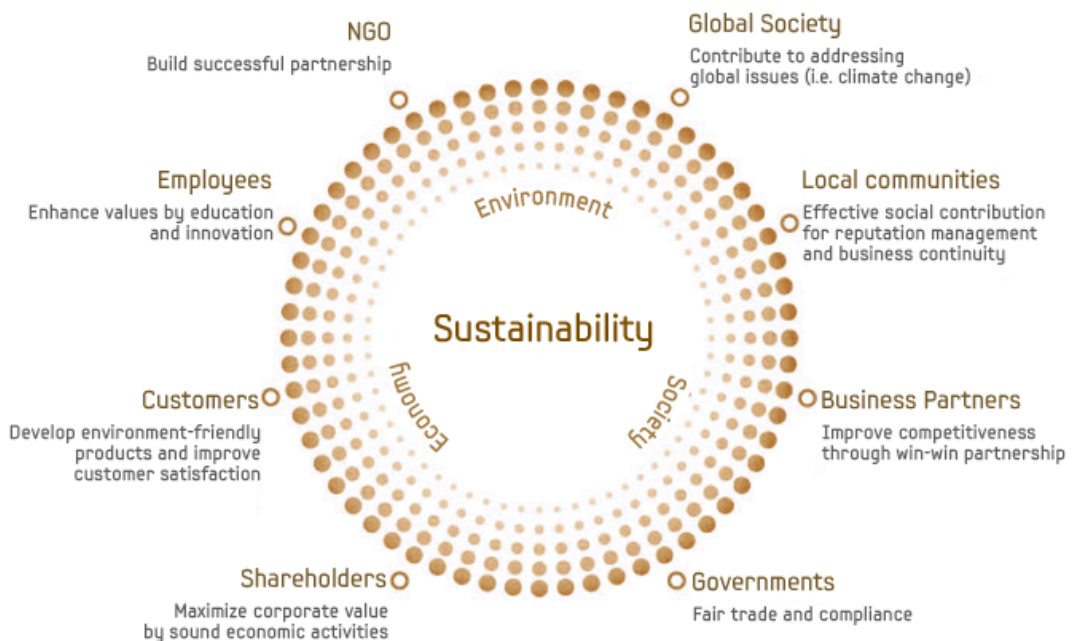 NGO
Build successful partnership
Global Society
Contribute to addressing
global issues (i.e. climate change)
Employees
Enhance values by education
and innovation
Local communities
Effective social contribution
for reputation management
and business continuity
Environment
Sustainability
Economy
Society
Customers
Develop environment-friendly
products and improve
customer satisfaction
Business Partners
Improve competitiveness
through win-win partnership
Shareholders
Maximize corporate value
by sound economic activities
Governments
Fair trade and compliance